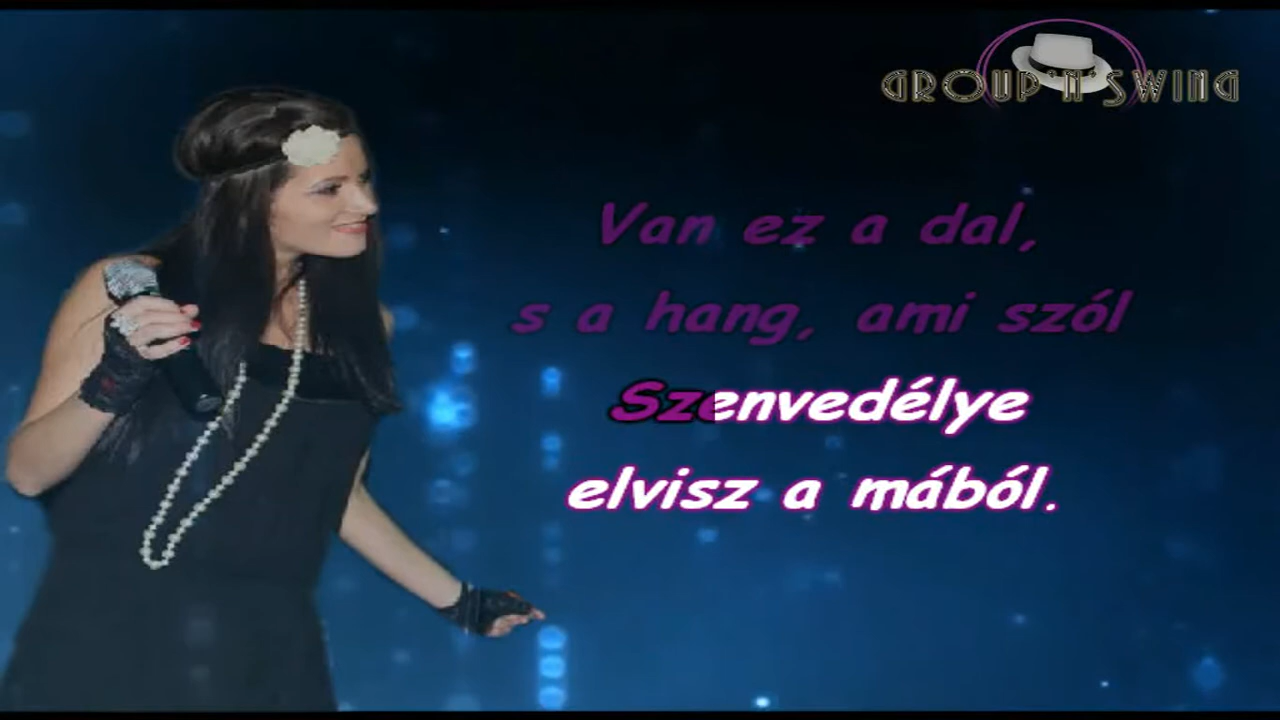 GROUP'N'SWING
Van ez a dal,
s a hang, ami szól
Szenvedélye
elvisz a mából.